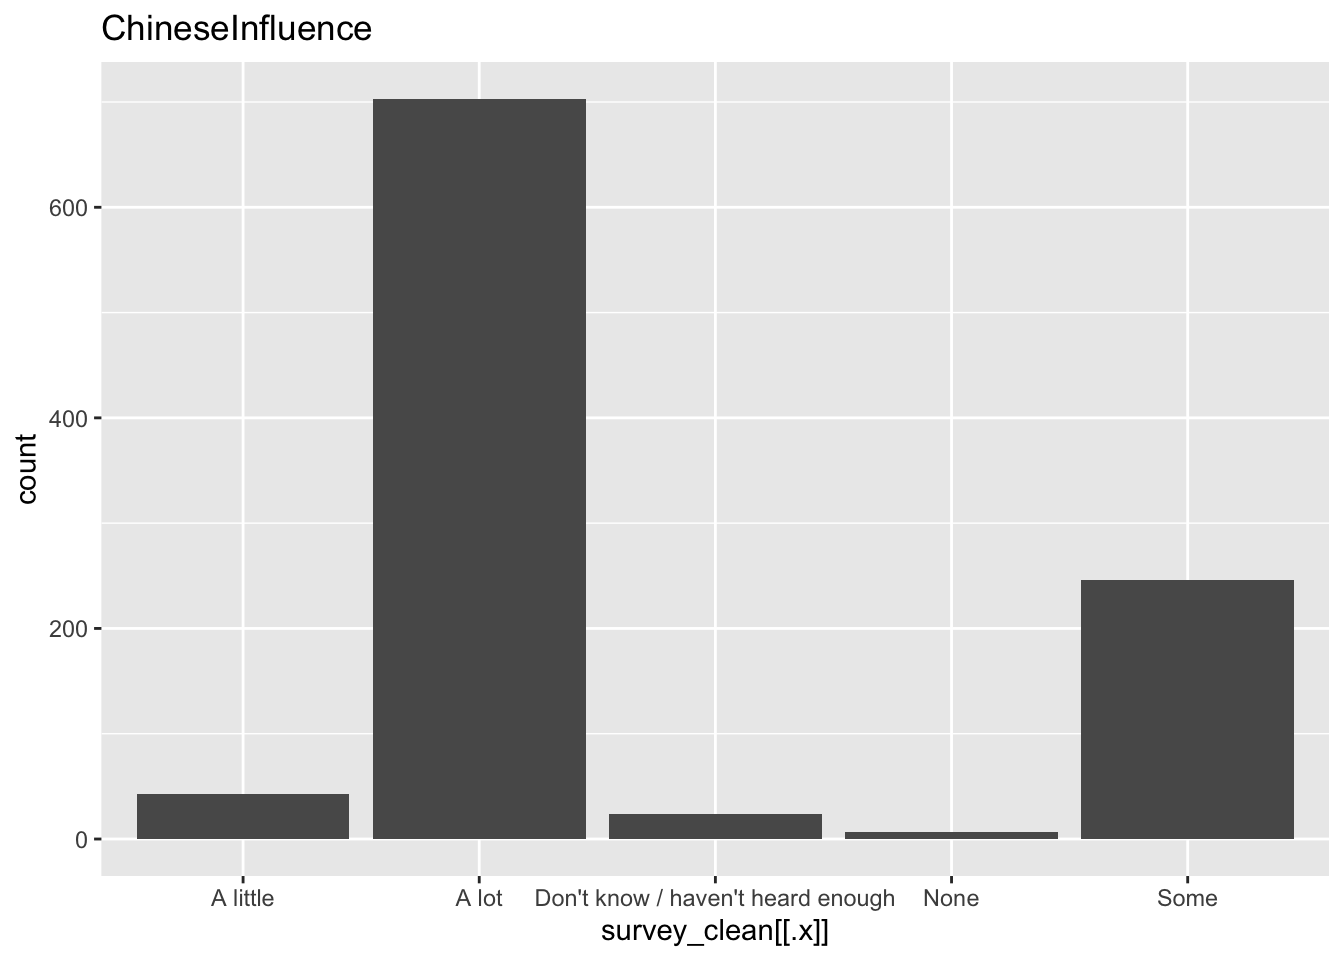 ChineseInfluence
600
400
200
0
count
A little
A lot
Don't know / haven't heard enough
None
Some
survey_clean[[.x]]